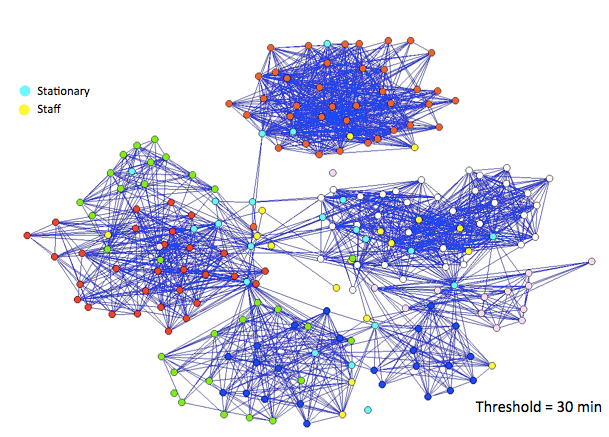 Stationary
Staff
Threshold = 30 min